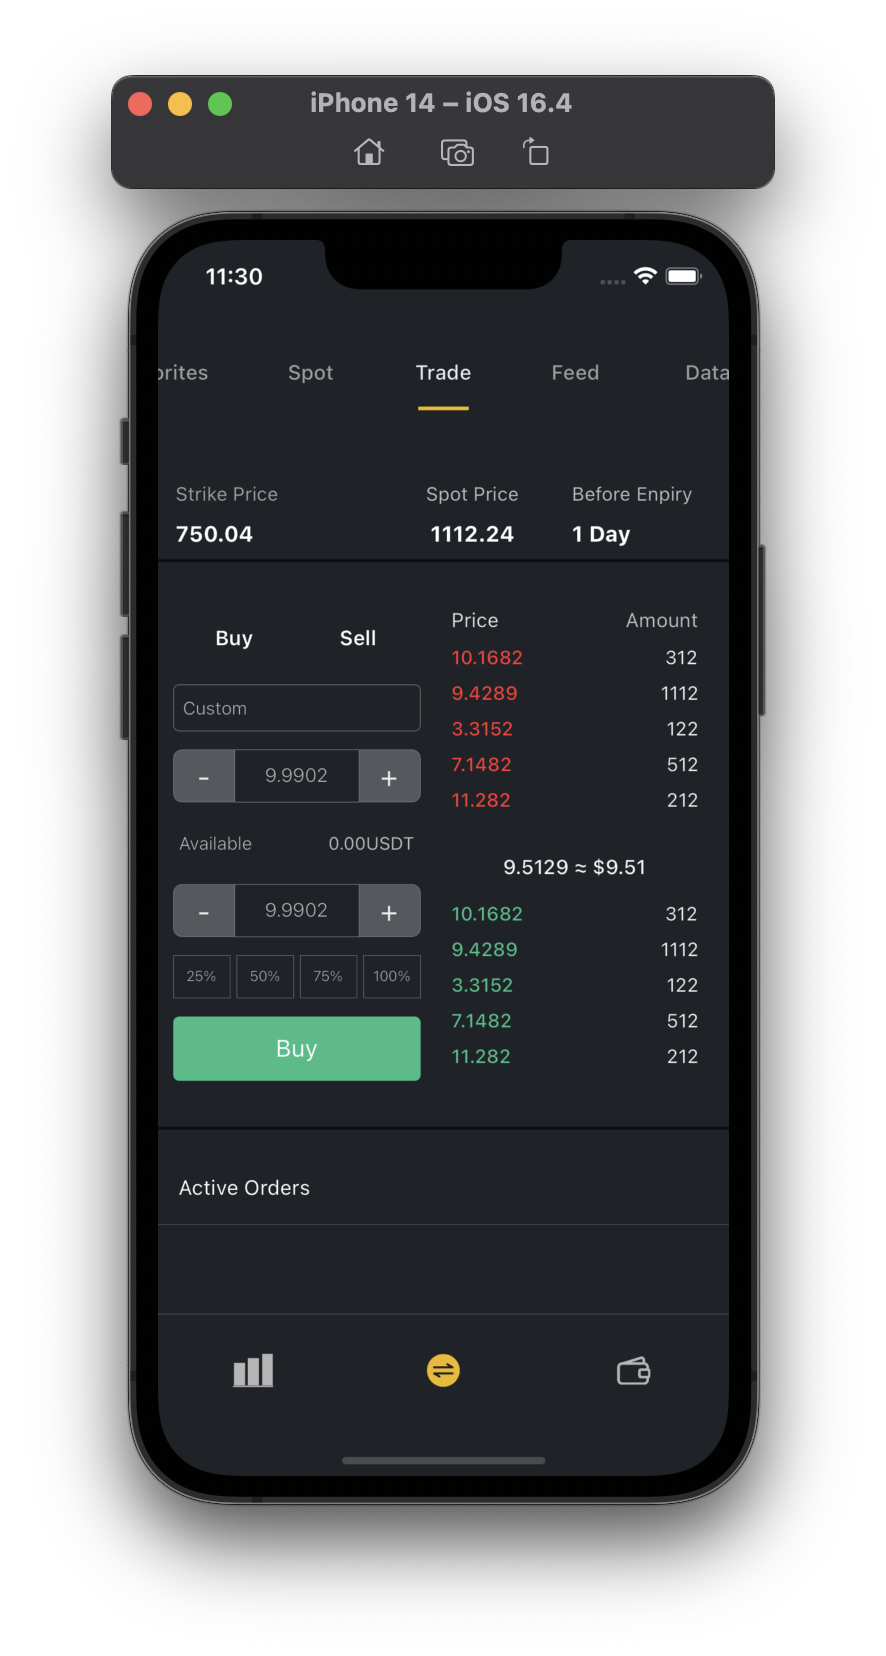 iPhone 14 – iOS 16.4
11:30
orites Spot Trade Feed Data
Strike Price Spot Price Before Enpiry
750.04 1112.24 1 Day
Buy Sell
Custom
- 9.9902 +
Available 0.00USDT
- 9.9902 +
25% 50% 75% 100%
Buy
Price Amount
10.1682 312
9.4289 1112
3.3152 122
7.1482 512
11.282 212
9.5129 ≈ $9.51
10.1682 312
9.4289 1112
3.3152 122
7.1482 512
11.282 212
Active Orders